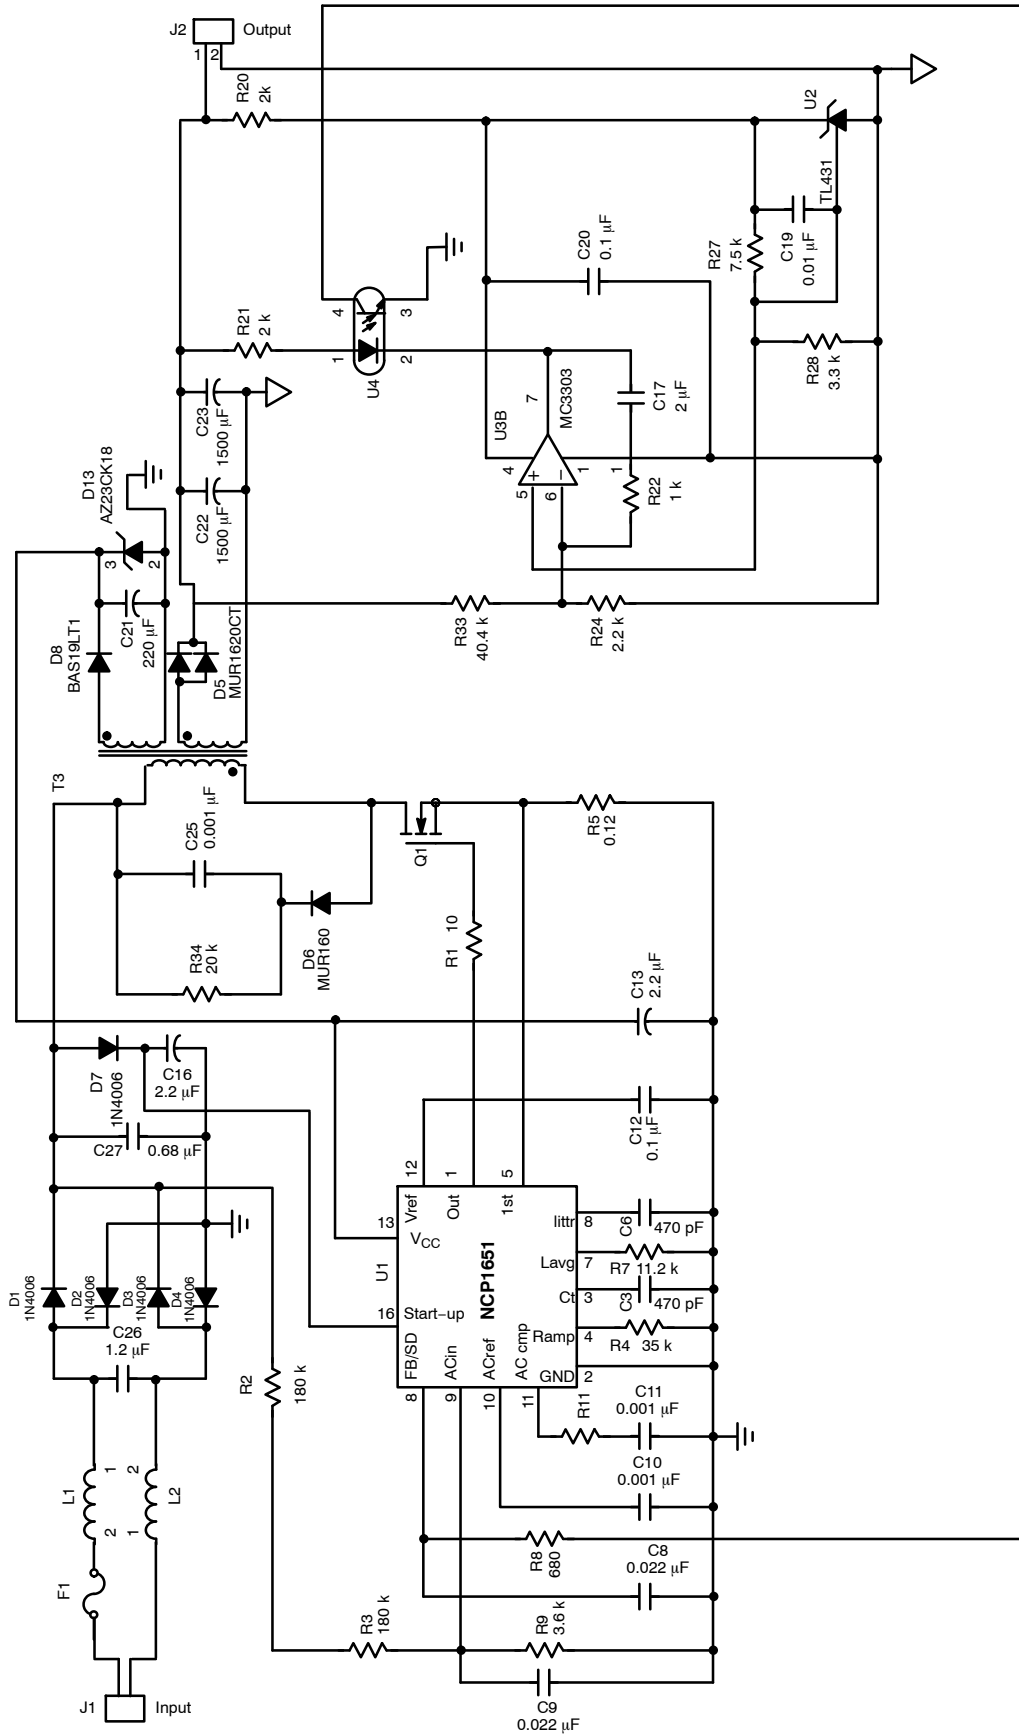 J2
Output
1
2
R20
2k
U2
TL431
C19
0.01 µF
R27
7.5 k
R28
3.3 k
C20
0.1 µF
R21
2 k
4
3
1
2
U4
C23
1500 µF
C22
1500 µF
U3B
MC3303
4
5
6
7
1
C17
2 µF
1
R22
1 k
D13
AZ23CK18
3
2
C21
220 µF
D8
BAS19LT1
D5
MUR1620CT
R33
40.4 k
R24
2.2 k
T3
C25
0.001 µF
R34
20 k
D6
MUR160
Q1
R5
0.12
R1
10
C13
2.2 µF
D7
1N4006
C16
2.2 µF
C27
0.68 µF
C12
0.1 µF
D1
1N4006
D2
1N4006
D3
1N4006
D4
1N4006
C26
1.2 µF
12
1
5
Vref
Out
1st
13
VCC
U1
NCP1651
16
Start–up
Iittr
8
Lavg
7
Ct
3
Ramp
4
GND
2
FB/SD
8
ACin
9
ACref
10
AC cmp
11
C6
470 pF
R7
11.2 k
C3
470 pF
R4
35 k
R11
C11
0.001 µF
C10
0.001 µF
R2
180 k
R8
680
C8
0.022 µF
R3
180 k
R9
3.6 k
C9
0.022 µF
L1
1
2
L2
2
1
F1
J1
Input